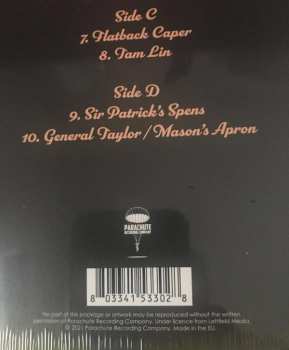 Side C
7. Flatback Caper
8. Tam Lin
Side D
9. Sir Patrick's Spens
10. General Taylor / Mason's Apron
PARACHUTE
RECORDING COMPANY
8 03341 53302 8
No part of this package or artwork may be reproduced without the written
permission of Parachute Recording Company. Under licence from Leftfield Media.
© 2021 Parachute Recording Company. Made in the EU.